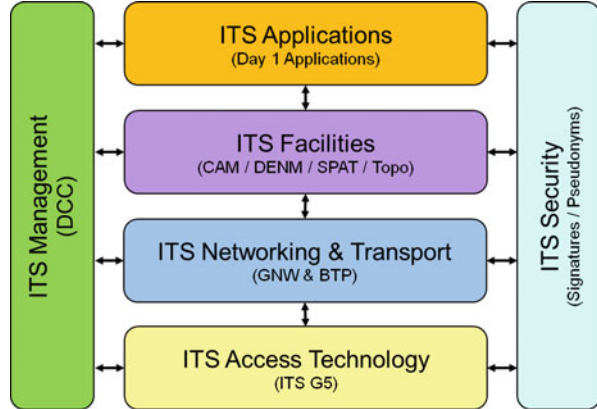 ITS Management
(DCC)
ITS Applications
(Day 1 Applications)
ITS Facilities
(CAM / DENM / SPAT / Topo)
ITS Networking & Transport
(GNW & BTP)
ITS Access Technology
(ITS G5)
ITS Security
(Signatures / Pseudonyms)